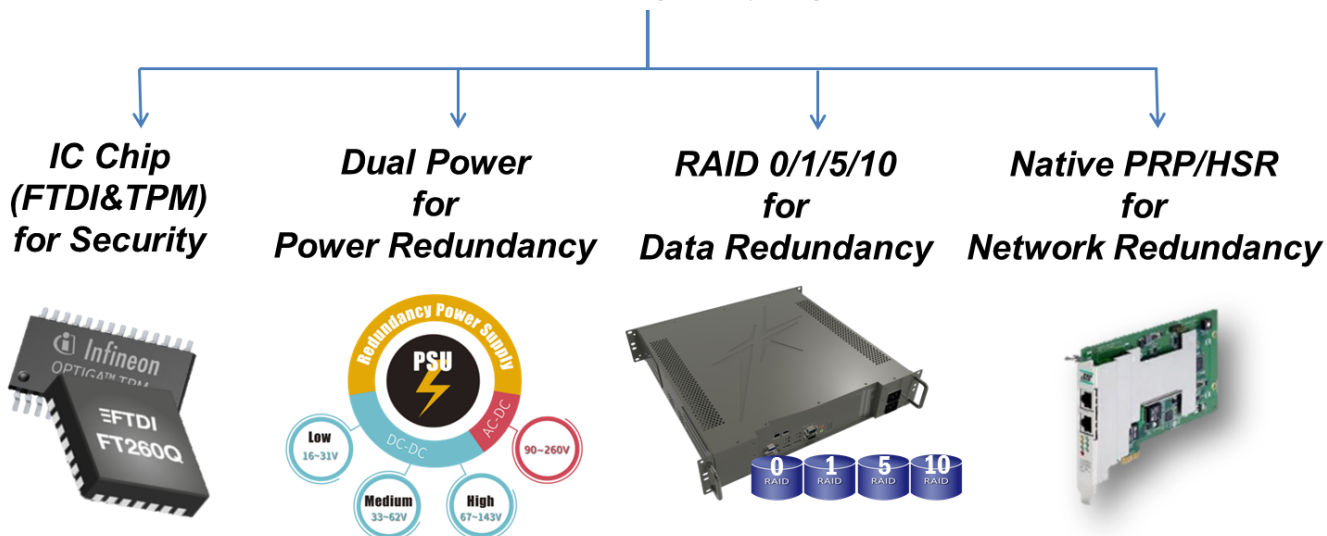 IC Chip
(FTDI&TPM)
for Security
Dual Power
for
Power Redundancy
RAID 0/1/5/10
for
Data Redundancy
Native PRP/HSR
for
Network Redundancy
Infineon
OPTIGA™ TPM
FTDI
FT260Q
Redundancy Power Supply
PSU
DC-DC
AC-DC
Low
16~31V
Medium
33~62V
High
67~143V
90~260V
0
RAID
1
RAID
5
RAID
10
RAID